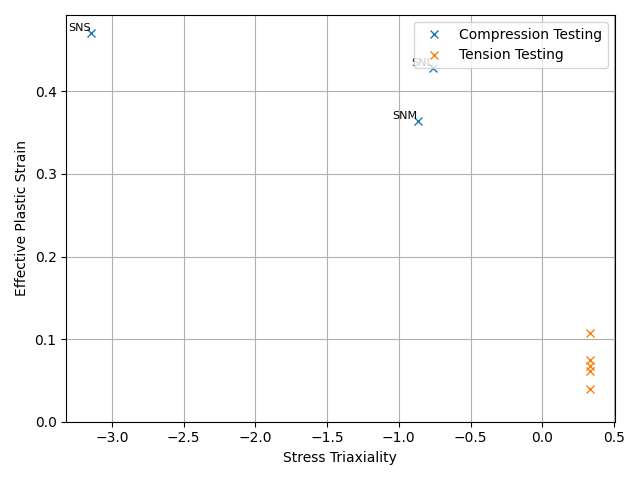 SNS
Compression Testing
Tension Testing
SNL
SNM
Effective Plastic Strain
0.4
0.3
0.2
0.1
0.0
−3.0 −2.5 −2.0 −1.5 −1.0 −0.5 0.0 0.5
Stress Triaxiality